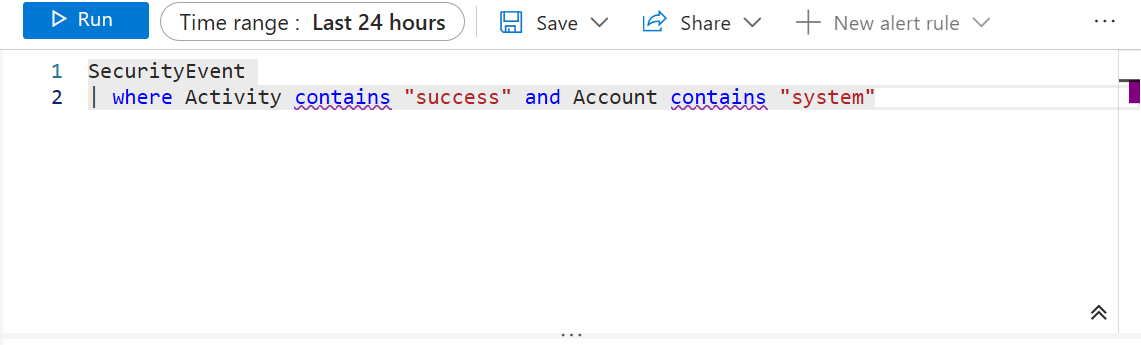 Run Time range : Last 24 hours Save Share New alert rule ...
1 SecurityEvent
2 | where Activity contains "success" and Account contains "system"